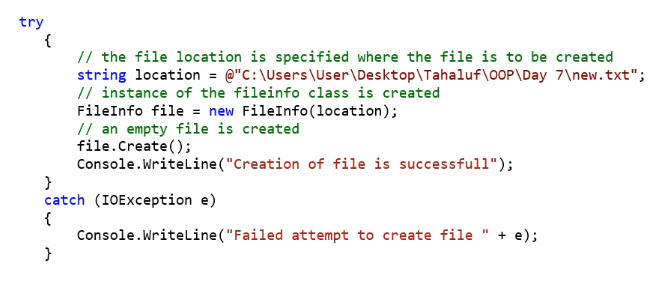 try
{
// the file location is specified where the file is to be created
string location = @"C:\Users\User\Desktop\Tahaluf\OOP\Day 7\new.txt";
// instance of the fileinfo class is created
FileInfo file = new FileInfo(location);
// an empty file is created
file.Create();
Console.WriteLine("Creation of file is successfull");
}
catch (IOException e)
{
Console.WriteLine("Failed attempt to create file " + e);
}